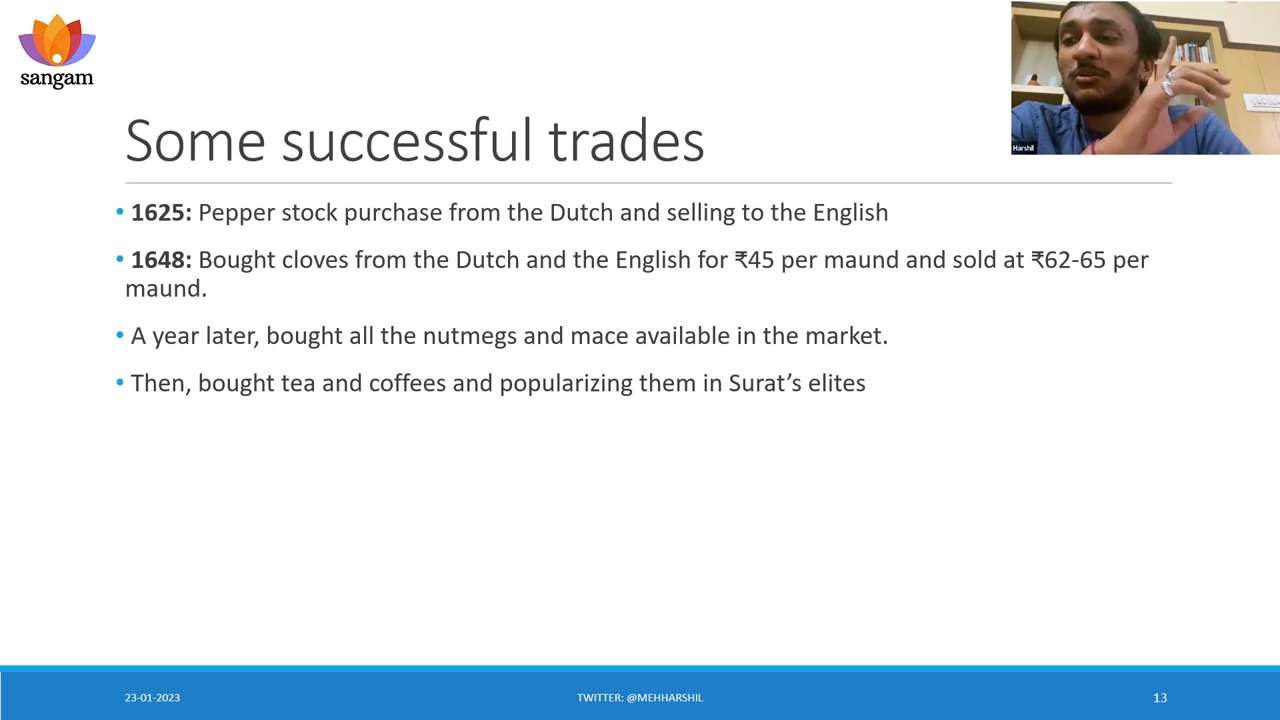 sangam
Harshil
Some successful trades
• 1625: Pepper stock purchase from the Dutch and selling to the English
• 1648: Bought cloves from the Dutch and the English for ₹45 per maund and sold at ₹62-65 per
maund.
• A year later, bought all the nutmegs and mace available in the market.
• Then, bought tea and coffees and popularizing them in Surat’s elites
23-01-2023
TWITTER: @MEHHARSHIL
13